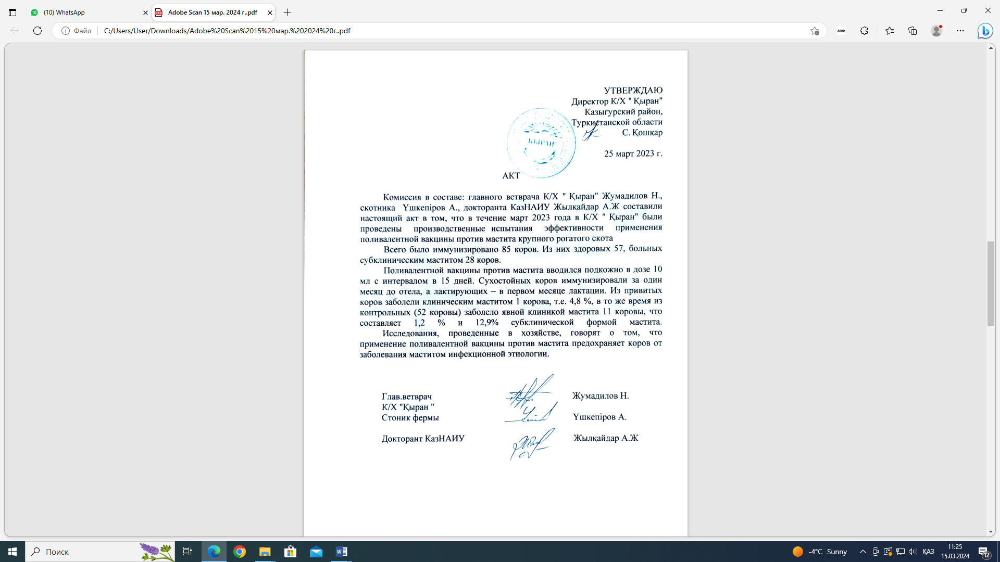 (10) WhatsApp
Adobe Scan 15 мар. 2024 г..pdf
Файл
C:/Users/User/Downloads/Adobe%20Scan%2015%20мар.%202024%20г..pdf
AERO
УТВЕРЖДАЮ
Директор К/Х " Қыран"
Казыгурский район,
Туркистанской области
С. Қошқар
"ҚЫРАН"
25 март 2023 г.
АКТ
Комиссия в составе: главного ветврача К/Х " Қыран" Жумадилов Н.,
скотника Үшкепіров А., докторанта КазНАИУ Жылқайдар А.Ж составили
настоящий акт в том, что в течение март 2023 года в К/Х " Қыран" были
проведены производственные испытания эффективности применения
поливалентной вакцины против мастита крупного рогатого скота
Всего было иммунизировано 85 коров. Из них здоровых 57, больных
субклиническим маститом 28 коров.
Поливалентной вакцины против мастита вводился подкожно в дозе 10
мл с интервалом в 15 дней. Сухостойных коров иммунизировали за один
месяц до отела, а лактирующих – в первом месяце лактации. Из привитых
коров заболели клиническим маститом 1 корова, т.е. 4,8 %, в то же время из
контрольных (52 коровы) заболело явной клиникой мастита 11 коровы, что
составляет 1,2 % и 12,9% субклинической формой мастита.
Исследования, проведенные в хозяйстве, говорят о том, что
применение поливалентной вакцины против мастита предохраняет коров от
заболевания маститом инфекционной этиологии.
Глав.ветврач Жумадилов Н.
К/Х "Қыран "
Стоник фермы Үшкепіров А.
Докторант КазНАИУ Жылқайдар А.Ж
Поиск
-4°C Sunny
ҚАЗ
11:25
15.03.2024
12